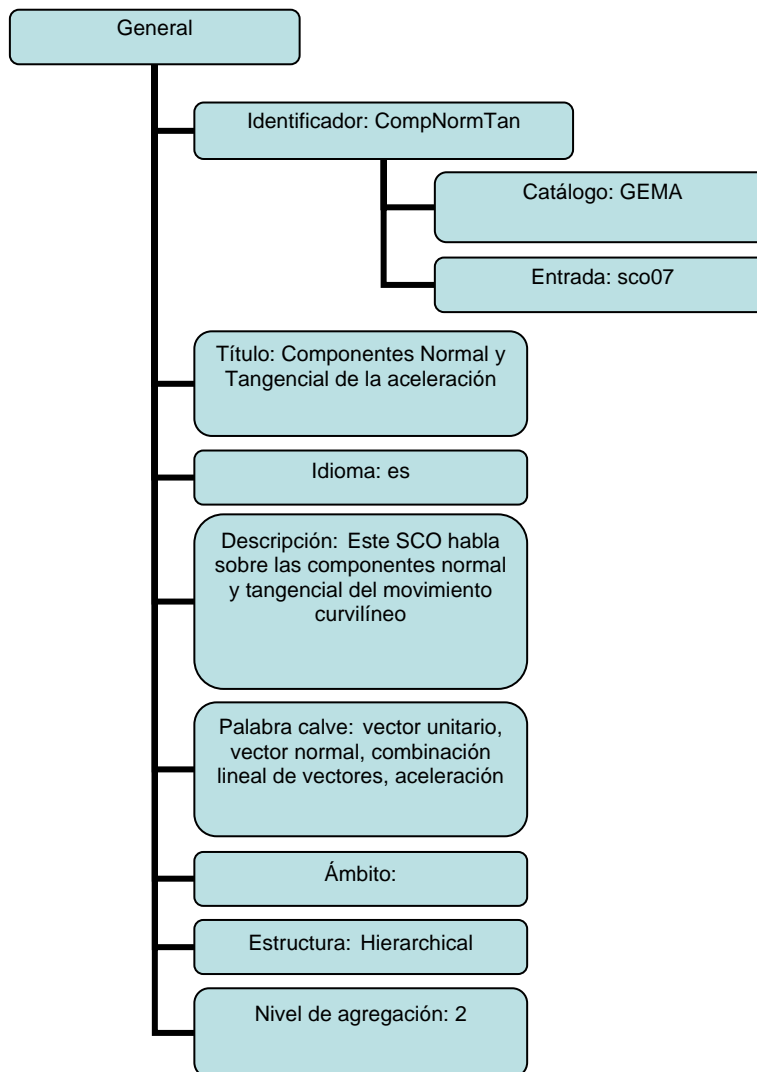 General
Identificador: CompNormTan
Catálogo: GEMA
Entrada: sco07
Título: Componentes Normal y
Tangencial de la aceleración
Idioma: es
Descripción: Este SCO habla
sobre las componentes normal
y tangencial del movimiento
curvilíneo
Palabra calve: vector unitario,
vector normal, combinación
lineal de vectores, aceleración
Ámbito:
Estructura: Hierarchical
Nivel de agregación: 2